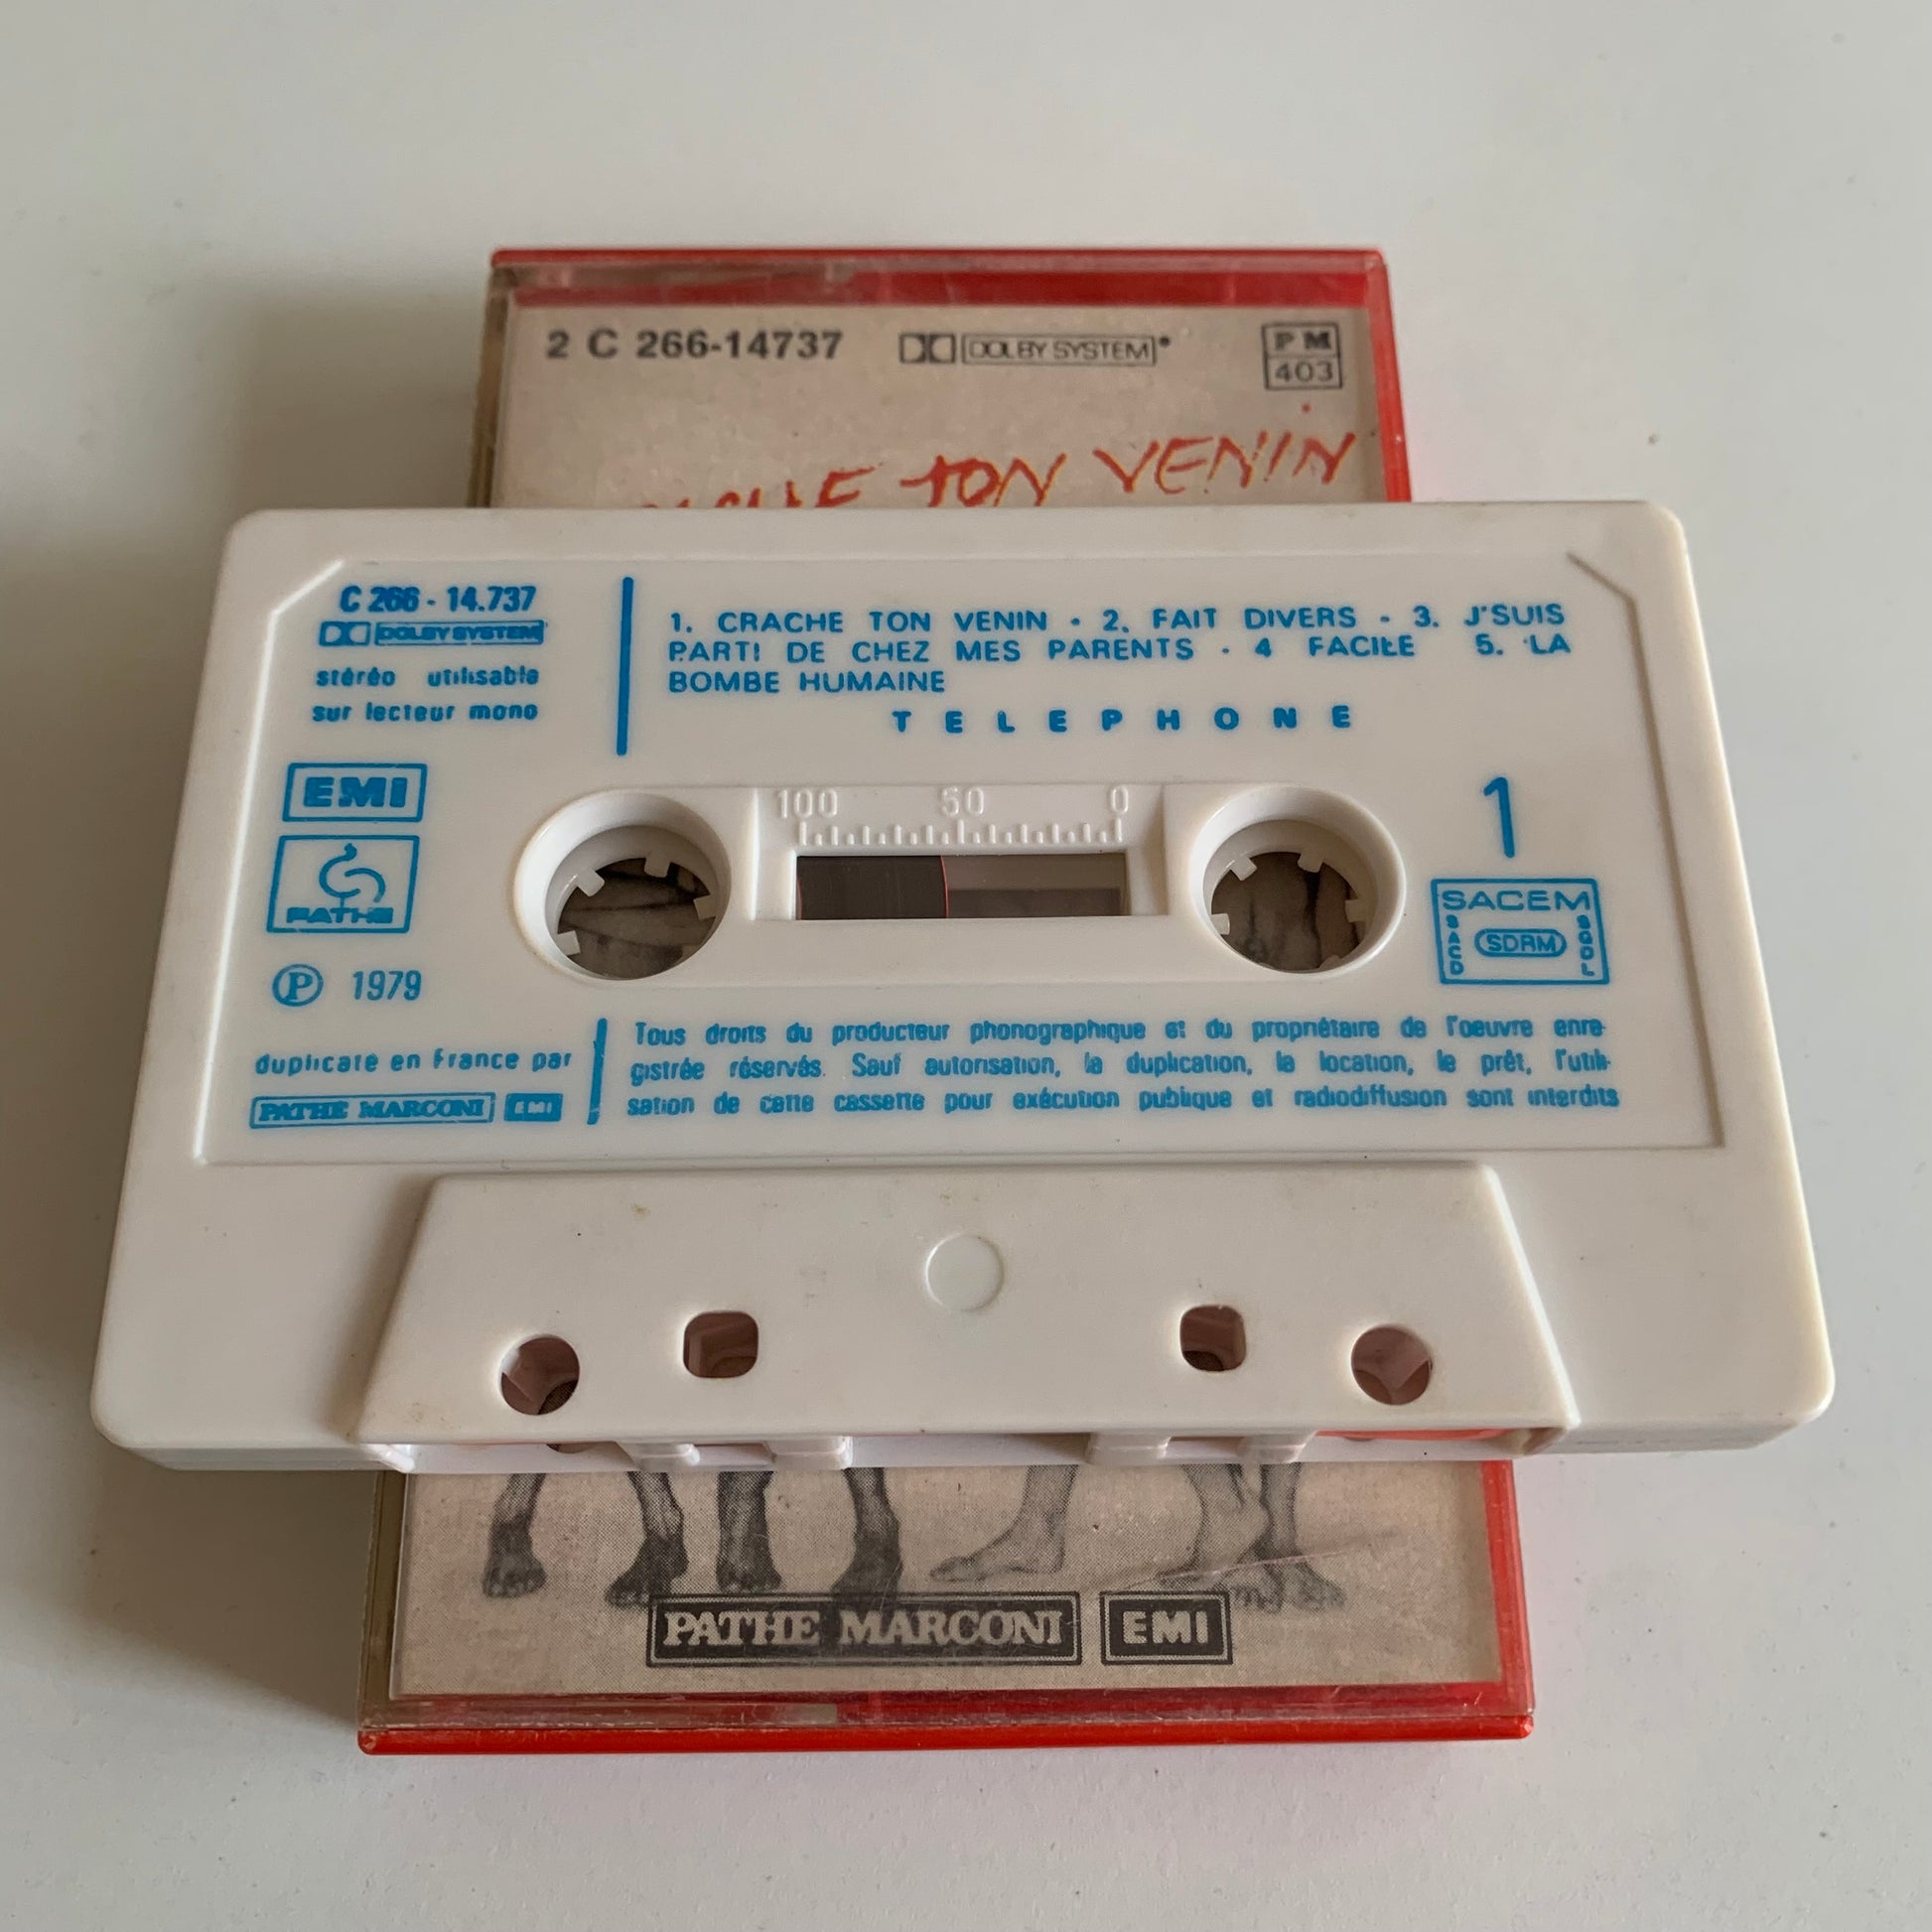 2 C 266-14737 DOLBY SYSTEM
PM
403
TON VENIN
C 266 - 14.737
DOLBY SYSTEM
stéréo utilisable
sur lecteur mono
1. CRACHE TON VENIN • 2. FAIT DIVERS - 3. J'SUIS
PARTI DE CHEZ MES PARENTS - 4 FACILE 5. 'LA
BOMBE HUMAINE
TELEPHONE
EMI
PATHE
℗ 1979
100 50 0
1
SACEM
SACD
SDRM
SGDL
duplicaté en France par
PATHE MARCONI EMI
Tous droits du producteur phonographique et du propriétaire de l'oeuvre enre-
gistrée réservés. Sauf autorisation, la duplication, la location, le prêt, l'utili-
sation de cette cassette pour exécution publique et radiodiffusion sont interdits
PATHE MARCONI EMI